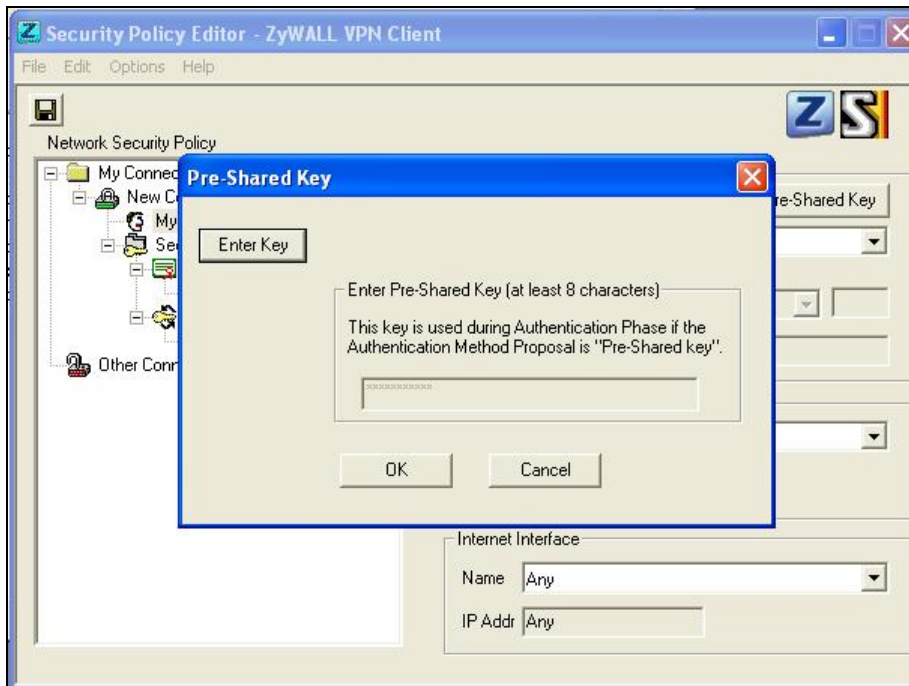 Security Policy Editor - ZyWALL VPN Client
File Edit Options Help
Z S
Network Security Policy
My Connec
New C
My
Sec
Other Conr
re-Shared Key
Pre-Shared Key
Enter Key
Enter Pre-Shared Key (at least 8 characters)
This key is used during Authentication Phase if the
Authentication Method Proposal is "Pre-Shared key".
OK Cancel
Internet Interface
Name Any
IP Addr Any